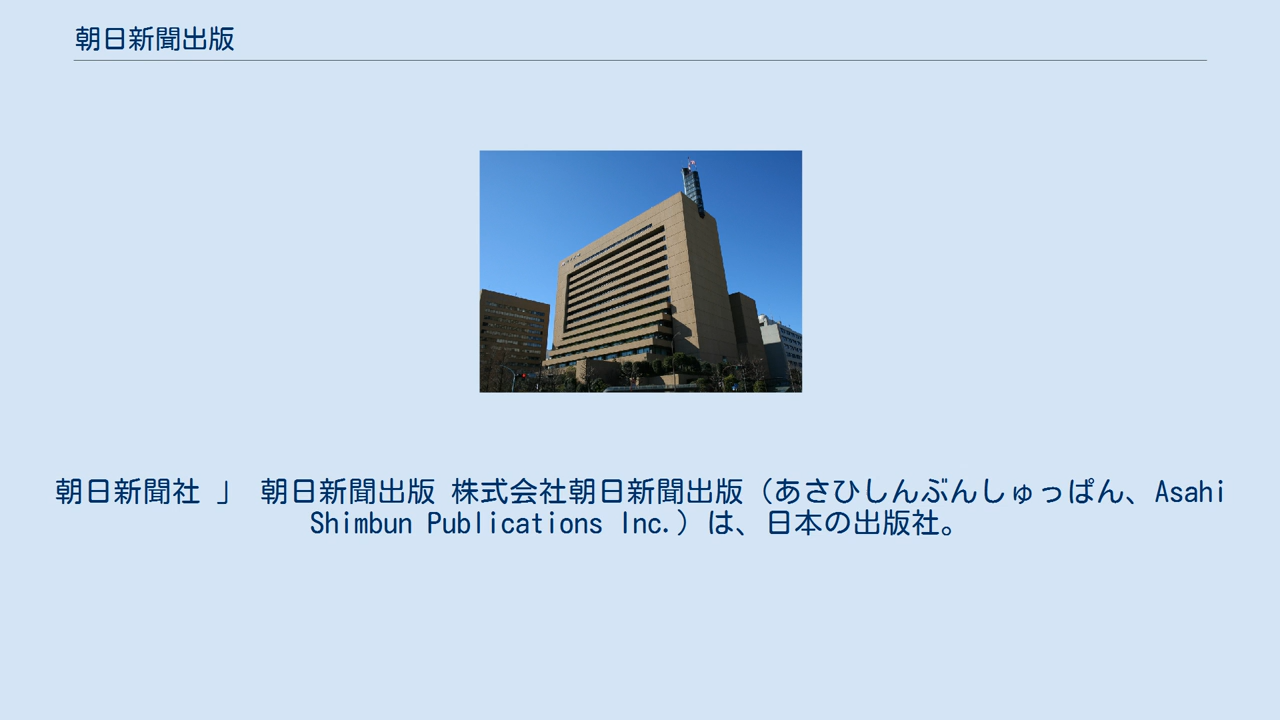 朝日新聞出版
朝日新聞社 」 朝日新聞出版 株式会社朝日新聞出版（あさひしんぶんしゅっぱん、Asahi
Shimbun Publications Inc.）は、日本の出版社。